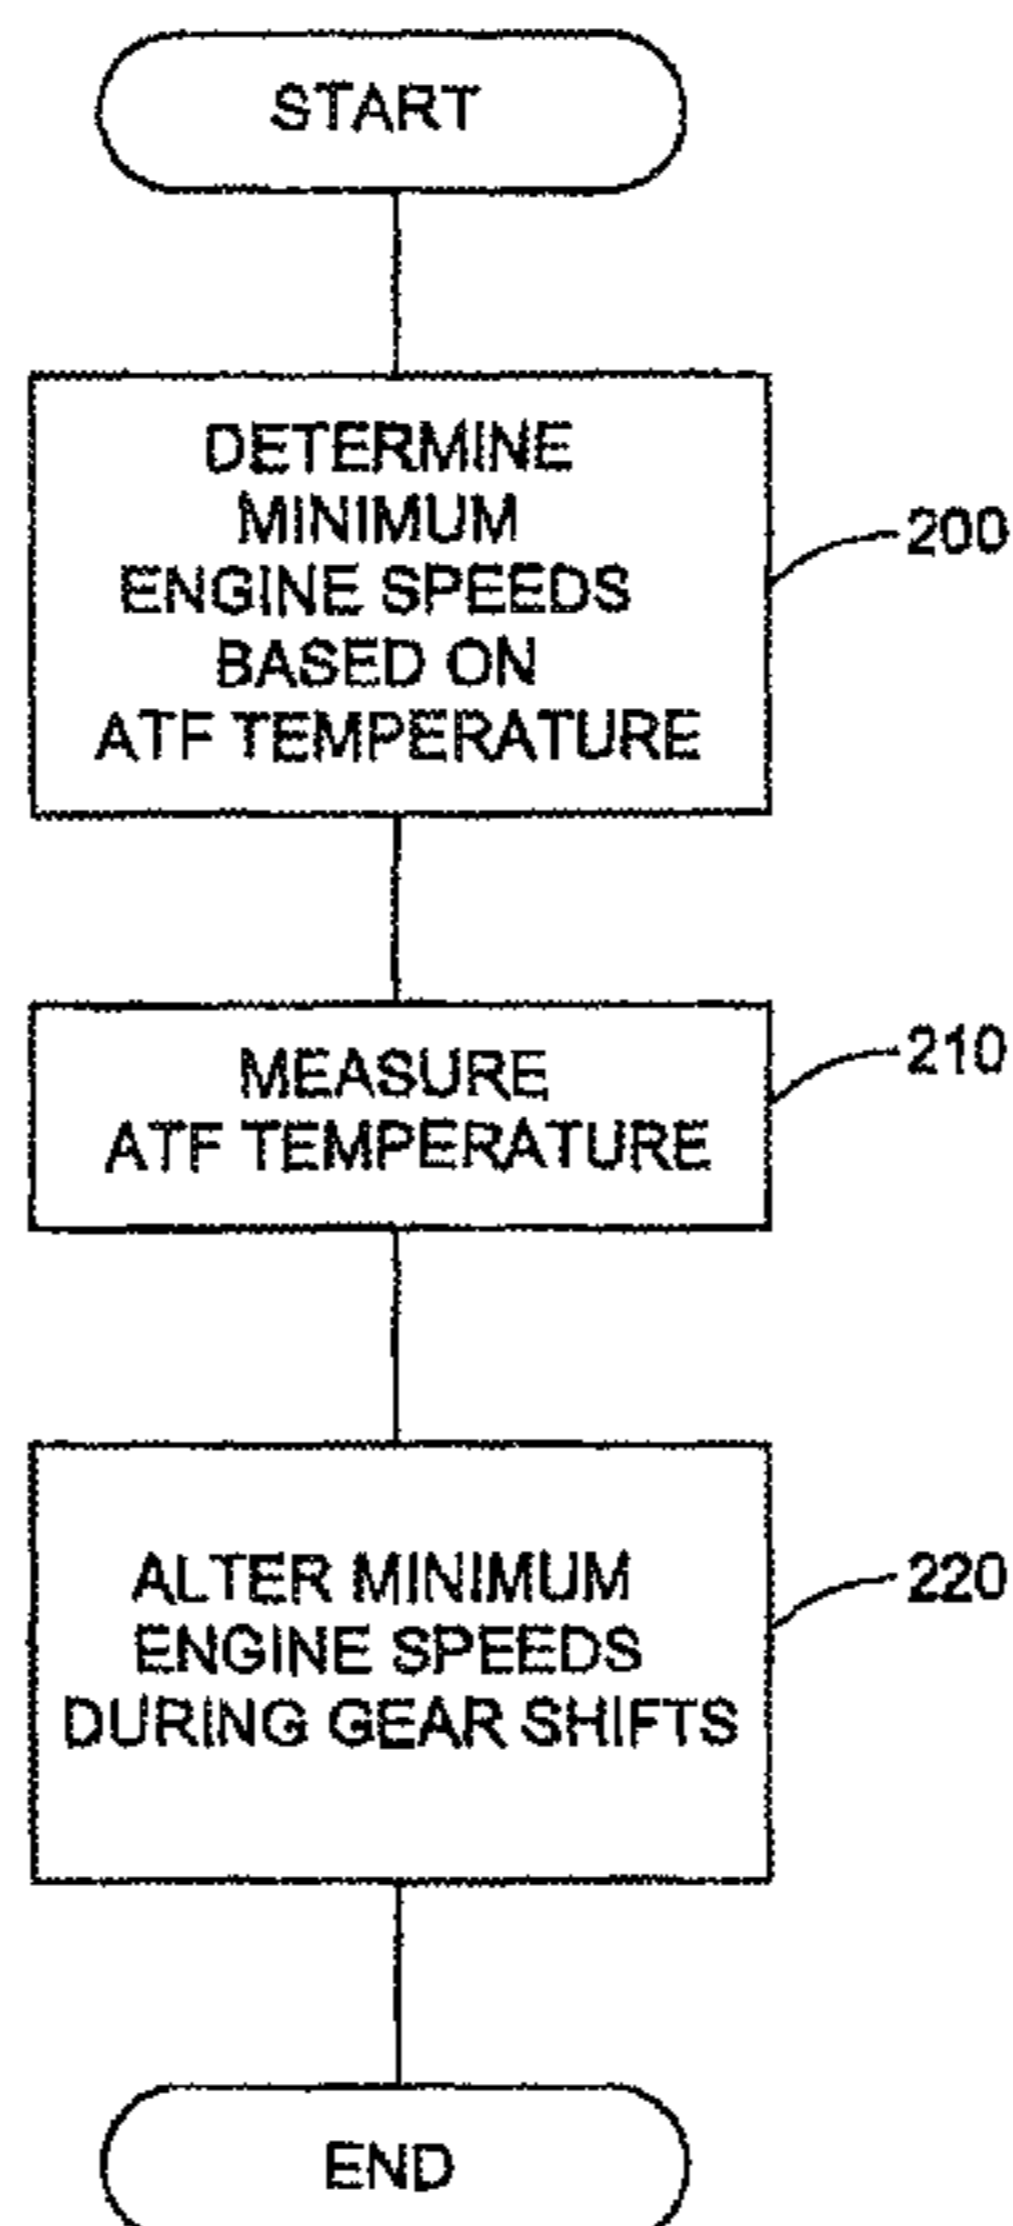 START
DETERMINE
MINIMUM
ENGINE SPEEDS
BASED ON
ATF TEMPERATURE
200
MEASURE
ATF TEMPERATURE
210
ALTER MINIMUM
ENGINE SPEEDS
DURING GEAR SHIFTS
220
END